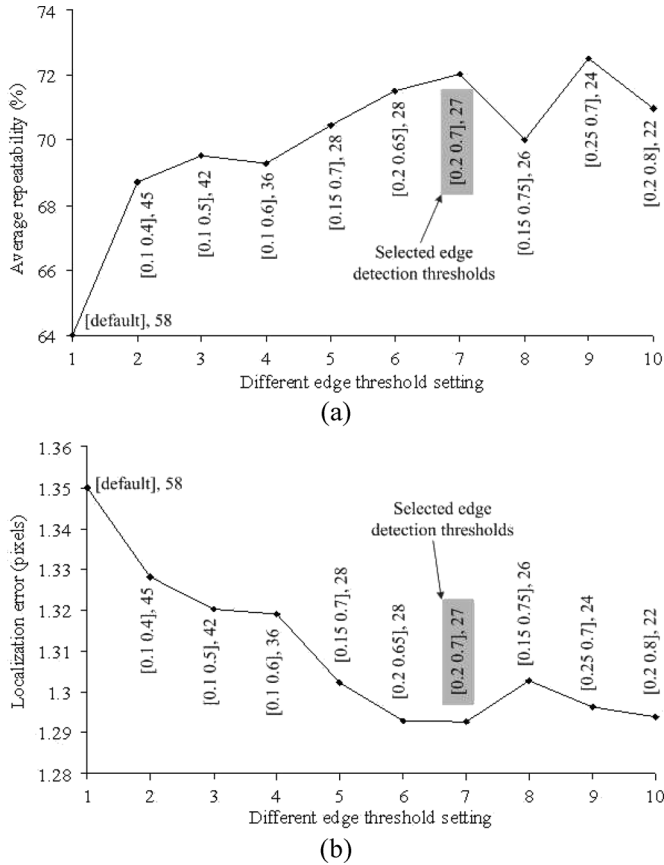 74
72
70
68
66
64
Average repeatability (%)
[default], 58
[0.1 0.4], 45
[0.1 0.5], 42
[0.1 0.6], 36
[0.15 0.7], 28
[0.2 0.65], 28
[0.2 0.7], 27
[0.15 0.75], 26
[0.25 0.7], 24
[0.2 0.8], 22
Selected edge
detection thresholds
1 2 3 4 5 6 7 8 9 10
Different edge threshold setting
(a)
1.36
1.35
1.34
1.33
1.32
1.31
1.3
1.29
1.28
Localization error (pixels)
[default], 58
[0.1 0.4], 45
[0.1 0.5], 42
[0.1 0.6], 36
[0.15 0.7], 28
[0.2 0.65], 28
[0.2 0.7], 27
[0.15 0.75], 26
[0.25 0.7], 24
[0.2 0.8], 22
Selected edge
detection thresholds
1 2 3 4 5 6 7 8 9 10
Different edge threshold setting
(b)